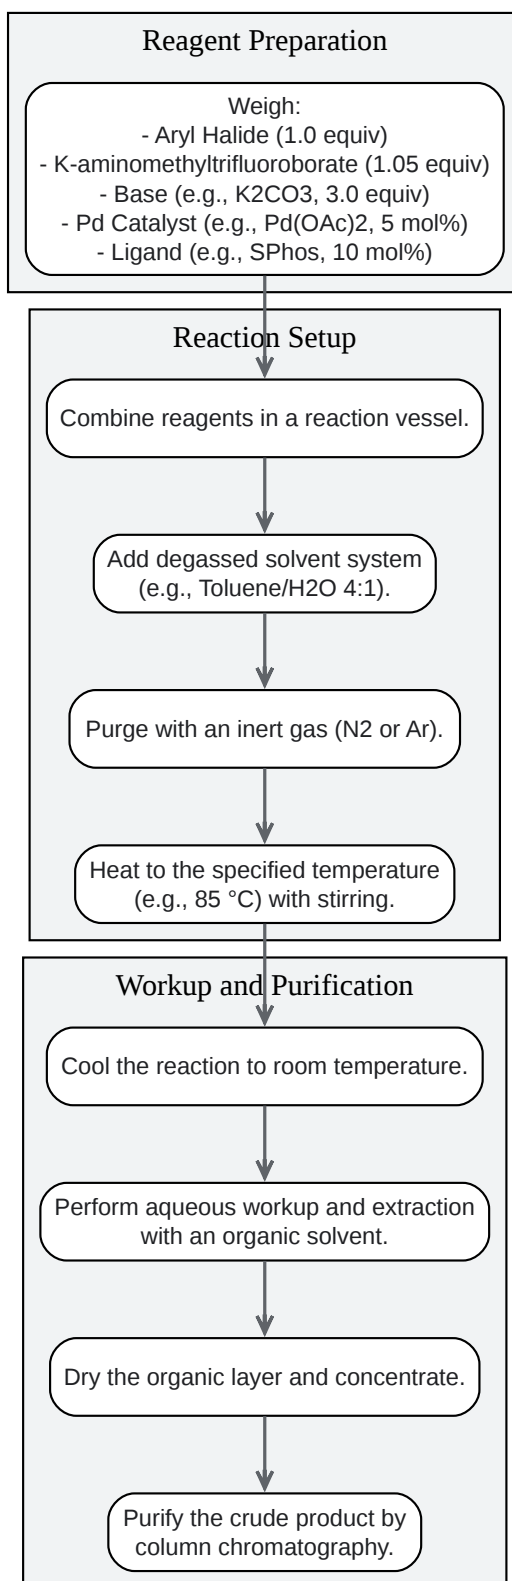 Reagent Preparation
Weigh:
- Aryl Halide (1.0 equiv)
- K-aminomethyltrifluoroborate (1.05 equiv)
- Base (e.g., K2CO3, 3.0 equiv)
- Pd Catalyst (e.g., Pd(OAc)2, 5 mol%)
- Ligand (e.g., SPhos, 10 mol%)
Reaction Setup
Combine reagents in a reaction vessel.
Add degassed solvent system
(e.g., Toluene/H2O 4:1).
Purge with an inert gas (N2 or Ar).
Heat to the specified temperature
(e.g., 85 °C) with stirring.
Workup and Purification
Cool the reaction to room temperature.
Perform aqueous workup and extraction
with an organic solvent.
Dry the organic layer and concentrate.
Purify the crude product by
column chromatography.